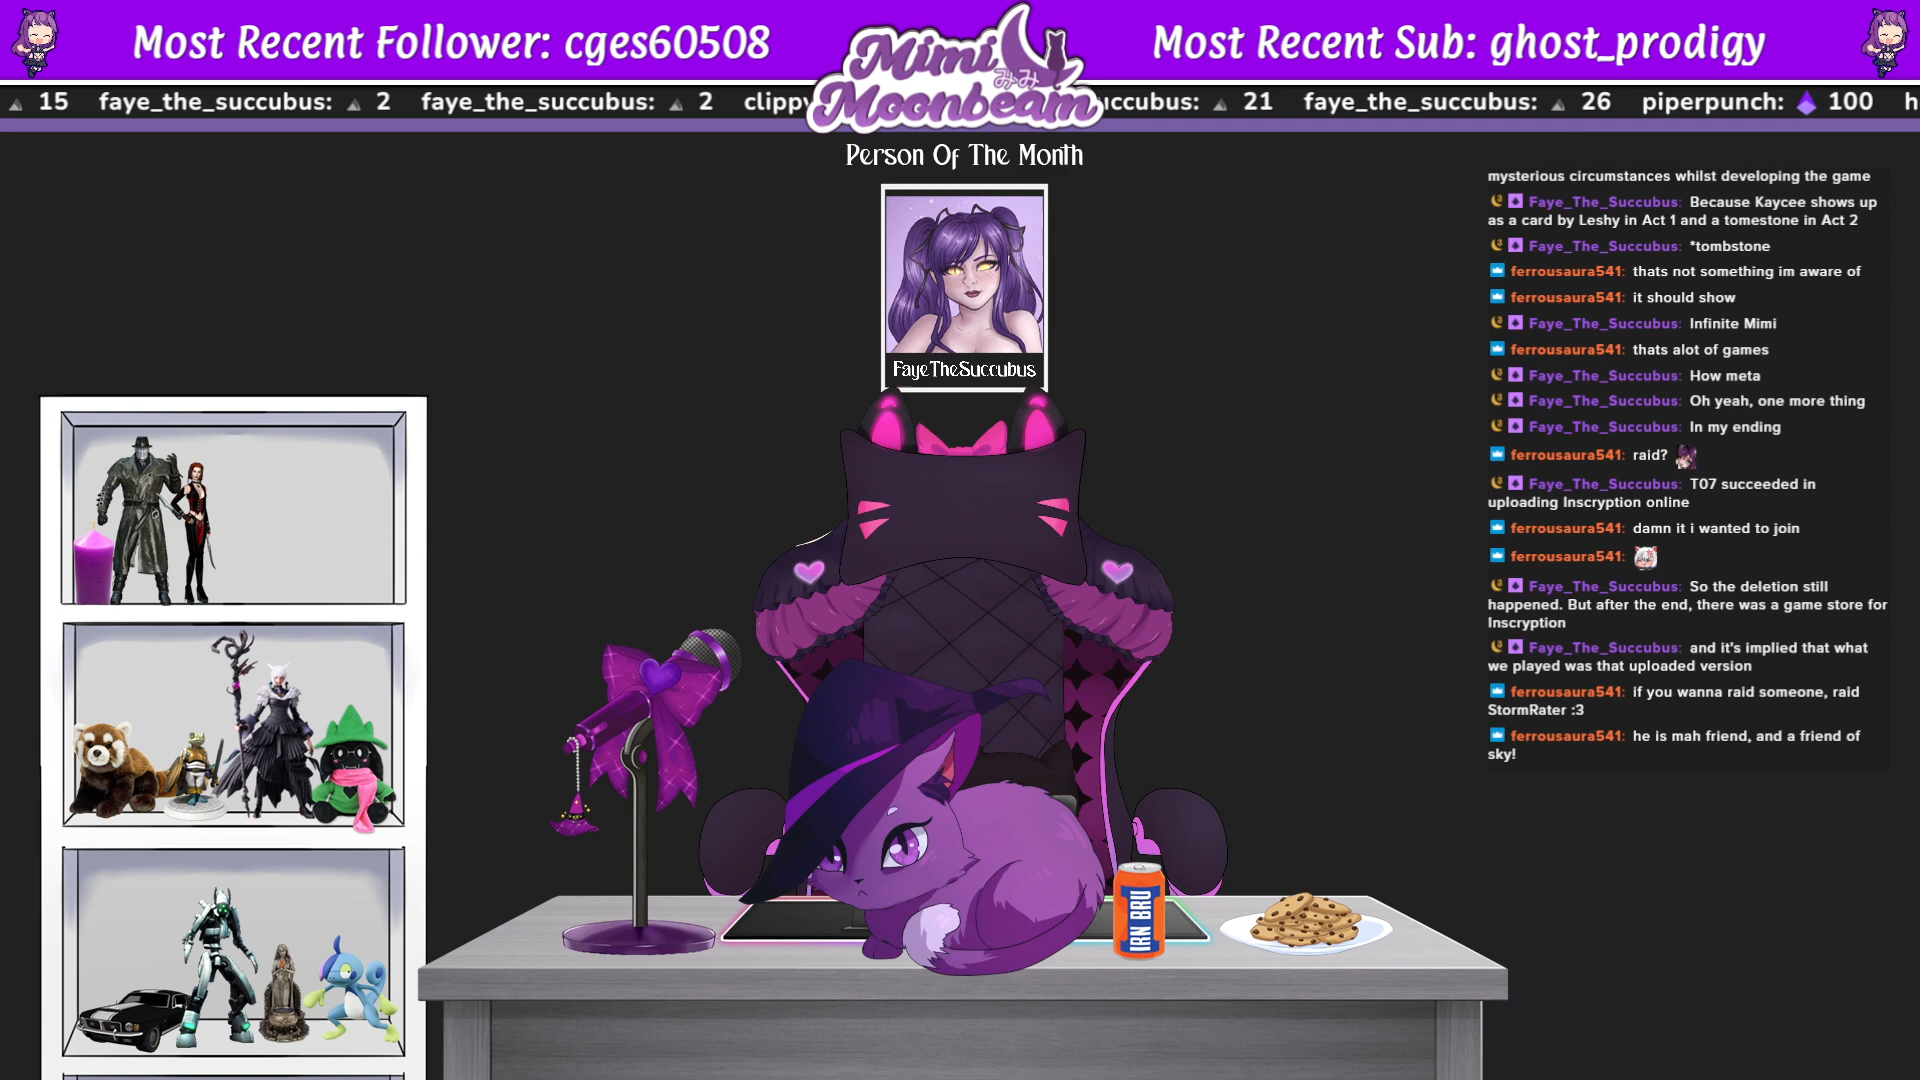 Most Recent Follower: cges60508
Mimi
みみ
Moonbeam
Most Recent Sub: ghost_prodigy
15 faye_the_succubus: 2 faye_the_succubus: 2 clippy
uccubus: 21 faye_the_succubus: 26 piperpunch: 100 h
Person Of The Month
FayeTheSuccubus
mysterious circumstances whilst developing the game
Faye_The_Succubus: Because Kaycee shows up
as a card by Leshy in Act 1 and a tomestone in Act 2
Faye_The_Succubus: *tombstone
ferrousaura541: thats not something im aware of
ferrousaura541: it should show
Faye_The_Succubus: Infinite Mimi
ferrousaura541: thats alot of games
Faye_The_Succubus: How meta
Faye_The_Succubus: Oh yeah, one more thing
Faye_The_Succubus: In my ending
ferrousaura541: raid?
Faye_The_Succubus: T07 succeeded in
uploading Inscryption online
ferrousaura541: damn it i wanted to join
ferrousaura541:
Faye_The_Succubus: So the deletion still
happened. But after the end, there was a game store for
Inscryption
Faye_The_Succubus: and it's implied that what
we played was that uploaded version
ferrousaura541: if you wanna raid someone, raid
StormRater :3
ferrousaura541: he is mah friend, and a friend of
sky!
IRN BRU